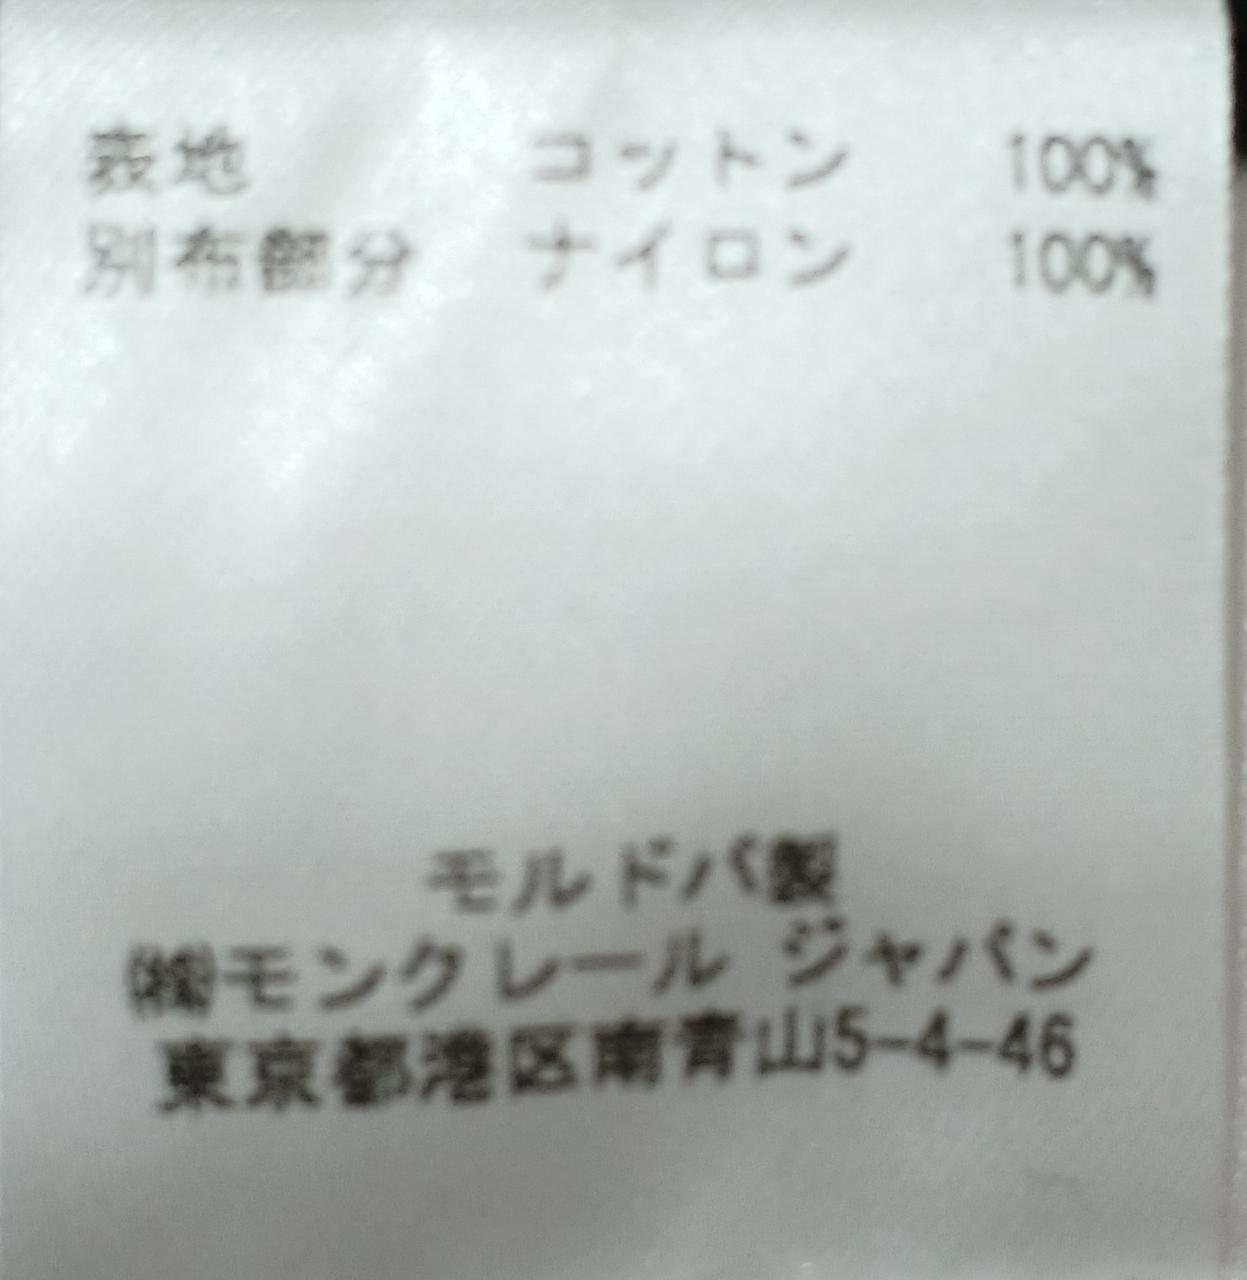 表地 コットン 100%
別布部分 ナイロン 100%
モルドバ製
㈱モンクレール ジャパン
東京都港区南青山5-4-46